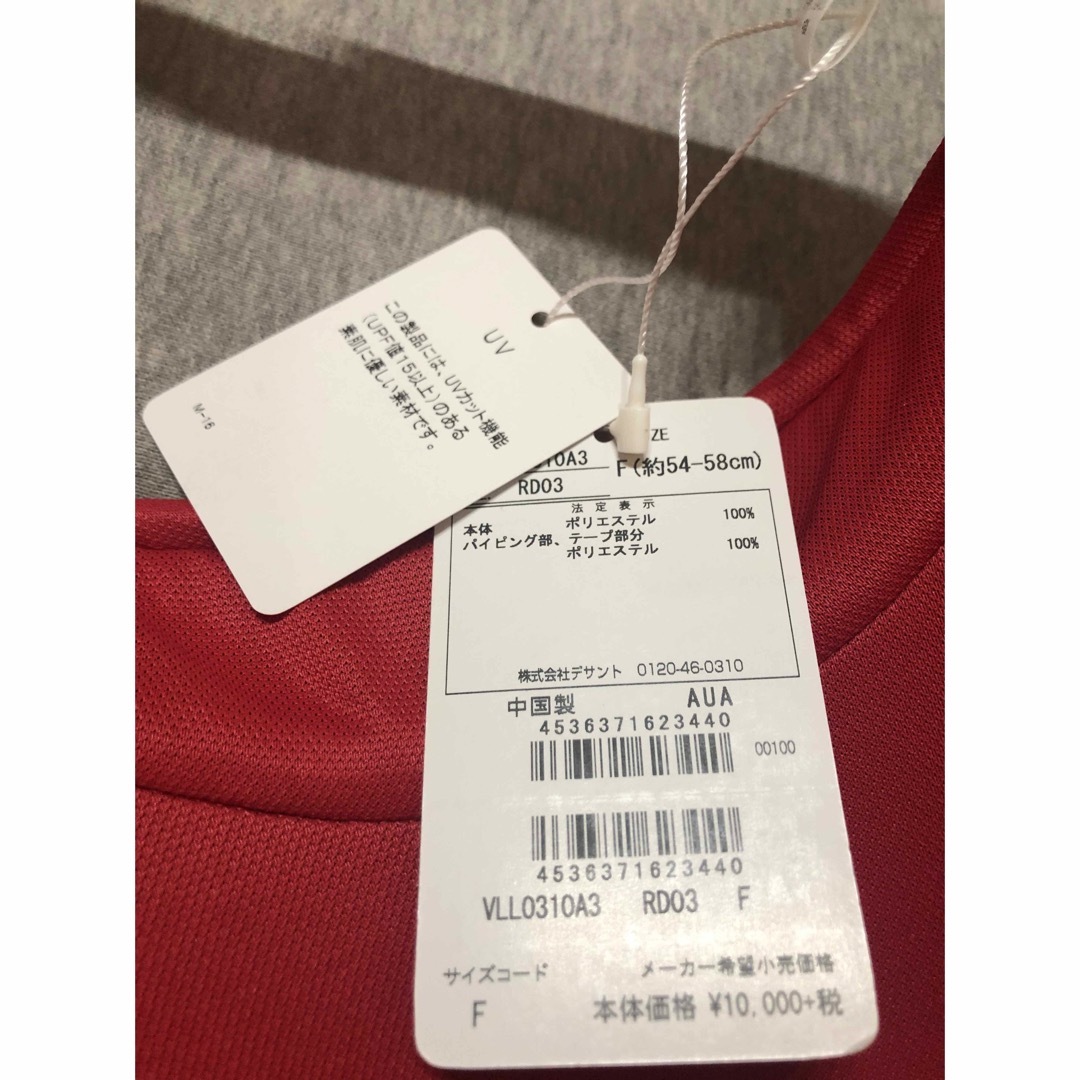 UV
この製品には、UVカット機能
(UPF値15以上)のある
素肌に優しい素材です。
M-16
F(約54-58cm)
RD03
法定表示
本体 ポリエステル 100%
パイピング部、テープ部分
ポリエステル 100%
株式会社デサント 0120-46-0310
中国製 AUA
4536371623440
00100
4536371623440
VLL0310A3 RD03 F
サイズコード メーカー希望小売価格
F 本体価格 ¥10,000+税